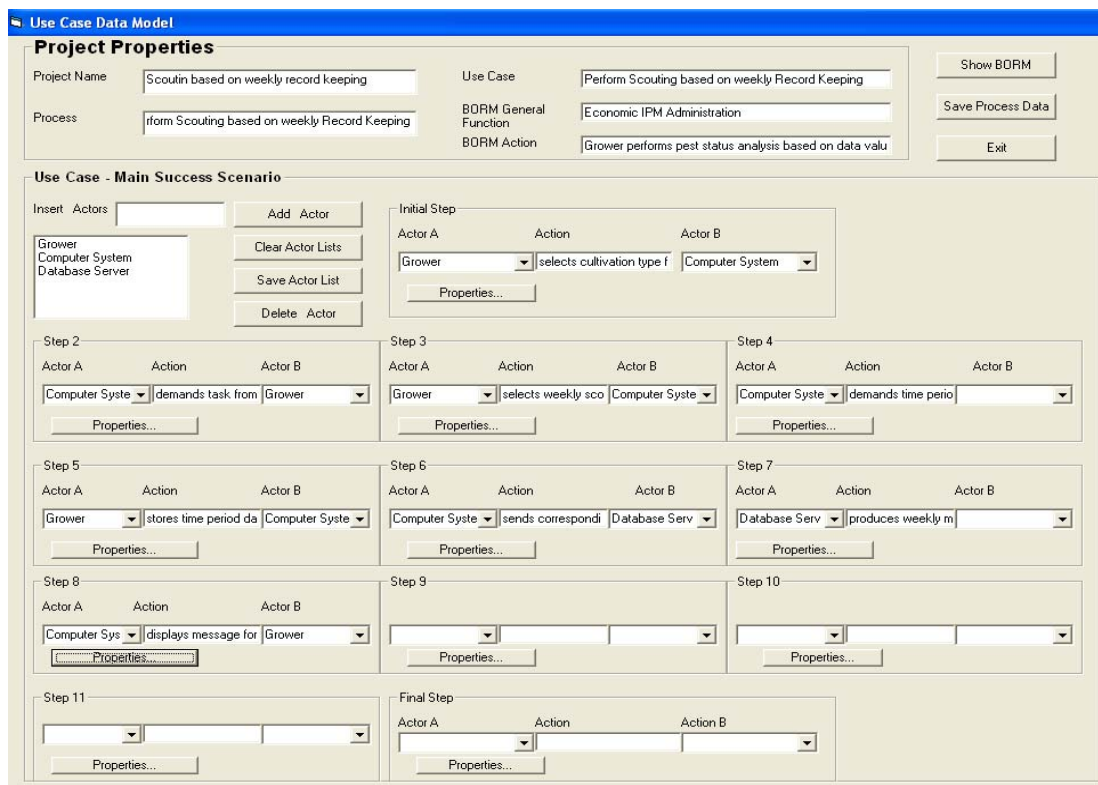 Use Case Data Model
Project Properties
Project Name
Scoutin based on weekly record keeping
Process
rform Scouting based on weekly Record Keeping
Use Case
Perform Scouting based on weekly Record Keeping
BORM General
Function
Economic IPM Administration
BORM Action
Grower performs pest status analysis based on data valu
Show BORM
Save Process Data
Exit
Use Case - Main Success Scenario
Insert Actors
Add Actor
Grower
Computer System
Database Server
Clear Actor Lists
Save Actor List
Delete Actor
Initial Step
Actor A Action Actor B
Grower selects cultivation type f Computer System
Properties...
Step 2
Actor A Action Actor B
Computer Syste demands task from Grower
Properties...
Step 3
Actor A Action Actor B
Grower selects weekly sco Computer Syste
Properties...
Step 4
Actor A Action Actor B
Computer Syste demands time perio
Properties...
Step 5
Actor A Action Actor B
Grower stores time period da Computer Syste
Properties...
Step 6
Actor A Action Actor B
Computer Syste sends correspondi Database Serv
Properties...
Step 7
Actor A Action Actor B
Database Serv produces weekly m
Properties...
Step 8
Actor A Action Actor B
Computer Sys displays message for Grower
Properties...
Step 9
Properties...
Step 10
Properties...
Step 11
Properties...
Final Step
Actor A Action Action B
Properties...